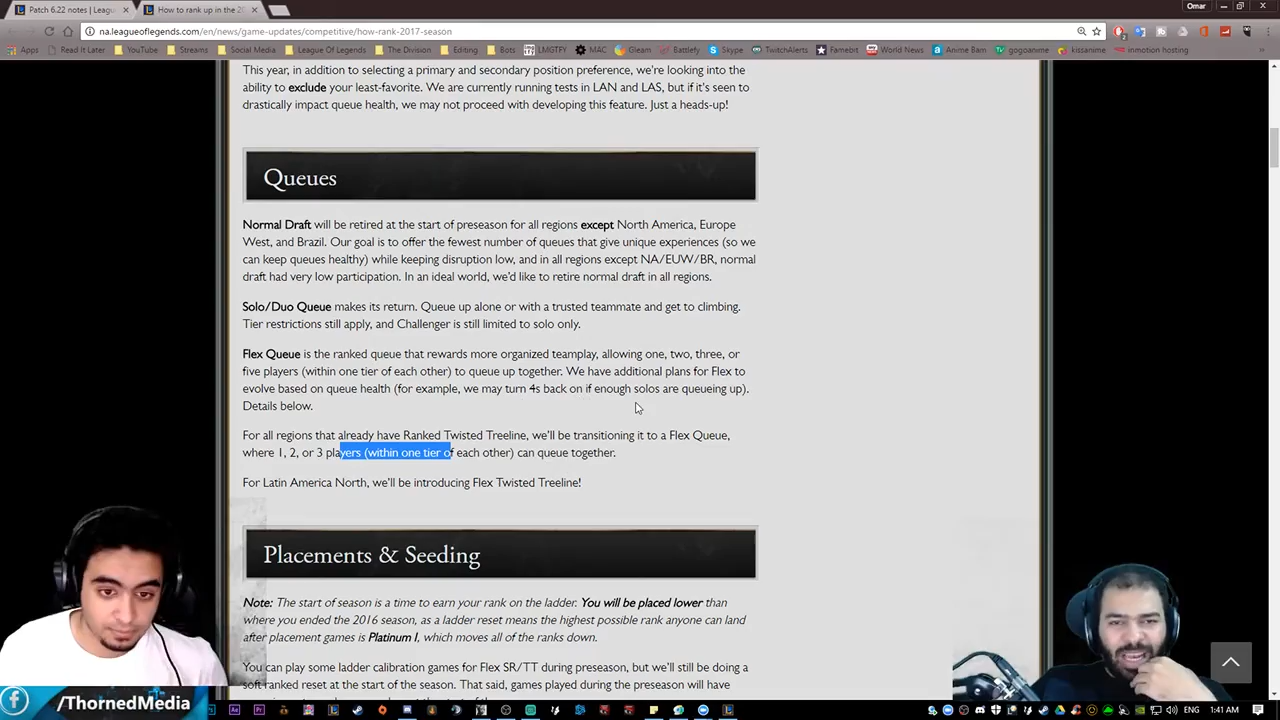 Patch 6.22 notes | Leagu
How to rank up in the 2
Omar
na.leagueoflegends.com/en/news/game-updates/competitive/how-rank-2017-season
Apps Read It Later YouTube Streams Social Media League Of Legends The Division Editing Bots LMGTFY MAC Gleam Battlefy Skype TwitchAlerts Famebit World News Anime Bam gogoanime kissanime inmotion hosting
This year, in addition to selecting a primary and secondary position preference, we're looking into the
ability to exclude your least-favorite. We are currently running tests in LAN and LAS, but if it's seen to
drastically impact queue health, we may not proceed with developing this feature. Just a heads-up!
Queues
Normal Draft will be retired at the start of preseason for all regions except North America, Europe
West, and Brazil. Our goal is to offer the fewest number of queues that give unique experiences (so we
can keep queues healthy) while keeping disruption low, and in all regions except NA/EUW/BR, normal
draft had very low participation. In an ideal world, we'd like to retire normal draft in all regions.
Solo/Duo Queue makes its return. Queue up alone or with a trusted teammate and get to climbing.
Tier restrictions still apply, and Challenger is still limited to solo only.
Flex Queue is the ranked queue that rewards more organized teamplay, allowing one, two, three, or
five players (within one tier of each other) to queue up together. We have additional plans for Flex to
evolve based on queue health (for example, we may turn 4s back on if enough solos are queueing up).
Details below.
For all regions that already have Ranked Twisted Treeline, we'll be transitioning it to a Flex Queue,
where 1, 2, or 3 players (within one tier of each other) can queue together.
For Latin America North, we'll be introducing Flex Twisted Treeline!
Placements & Seeding
Note: The start of season is a time to earn your rank on the ladder. You will be placed lower than
where you ended the 2016 season, as a ladder reset means the highest possible rank anyone can land
after placement games is Platinum I, which moves all of the ranks down.
You can play some ladder calibration games for Flex SR/TT during preseason, but we'll still be doing a
soft ranked reset at the start of the season. That said, games played during the preseason will have
/ThornedMedia
1:41 AM